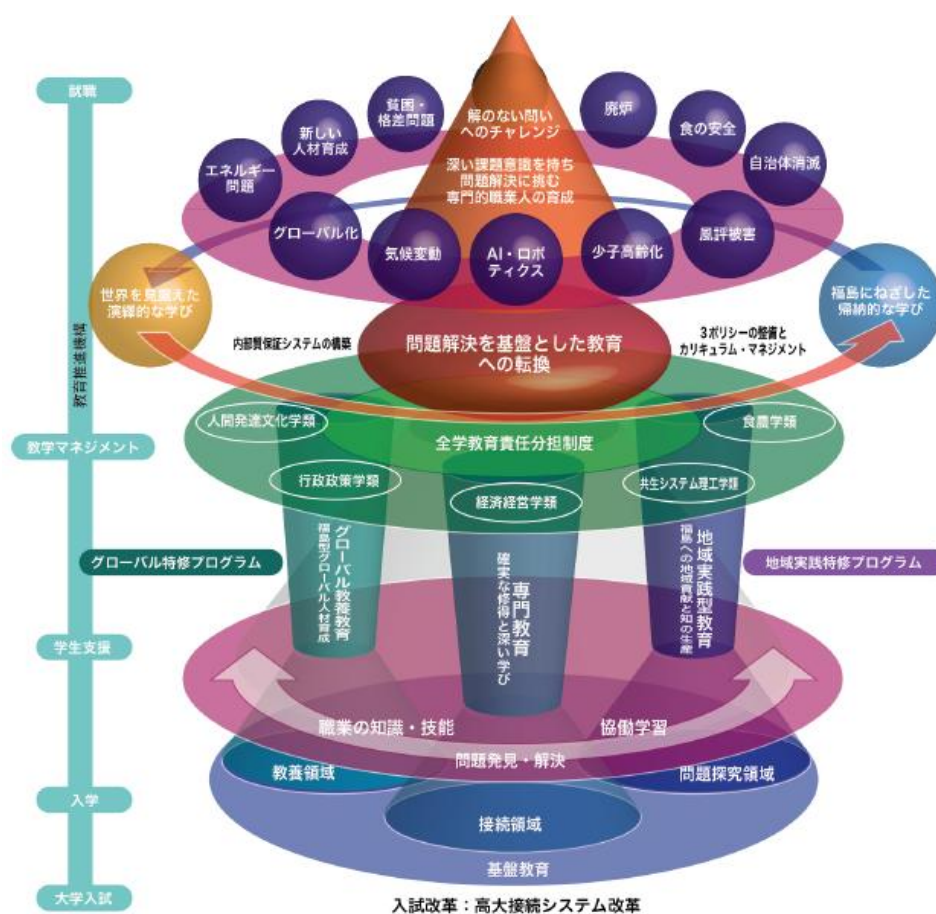 就職
貧困・
格差問題
新しい
人材育成
エネルギー
問題
解のない問い
へのチャレンジ
深い課題意識を持ち
問題解決に挑む
専門的職業人の育成
廃炉
食の安全
自治体消滅
グローバル化
気候変動
AI・ロボ
ティクス
少子高齢化
風評被害
世界を見据えた
演繹的な学び
福島にねざした
帰納的な学び
教育推進機構
内部質保証システムの構築
問題解決を基盤とした教育
への転換
3ポリシーの整備と
カリキュラム・マネジメント
人間発達文化学類
全学教育責任分担制度
食農学類
教学マネジメント
行政政策学類
経済経営学類
共生システム理工学類
グローバル特修プログラム
グローバル教養教育
福島型グローバル人材育成
専門教育
確実な修得と深い学び
地域実践型教育
福島への地域貢献と知の生産
地域実践特修プログラム
学生支援
職業の知識・技能
協働学習
問題発見・解決
教養領域
問題探究領域
入学
接続領域
基盤教育
大学入試
入試改革：高大接続システム改革